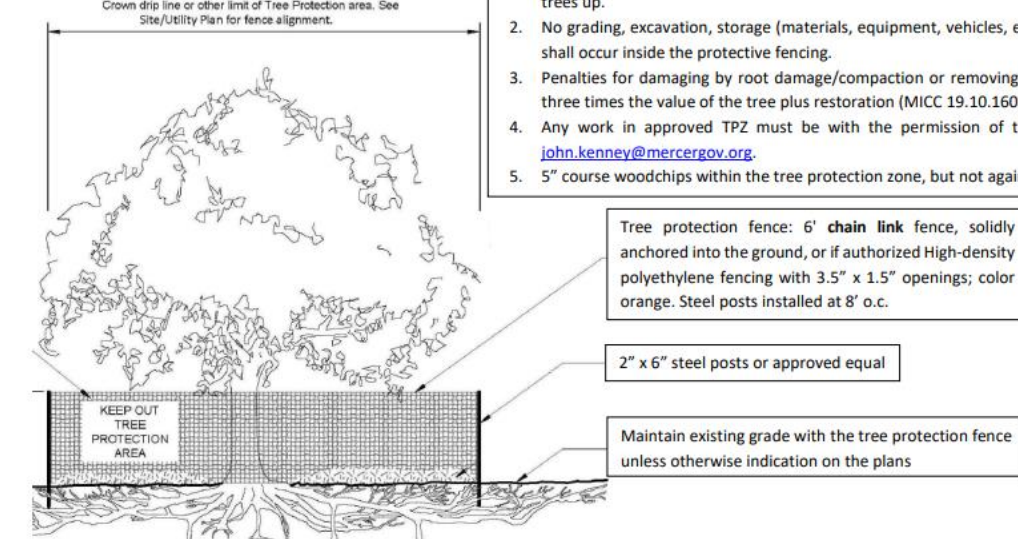 Crown drip line or other limit of Tree Protection area. See
Site/Utility Plan for fence alignment.
trees up.
2. No grading, excavation, storage (materials, equipment, vehicles, e
shall occur inside the protective fencing.
3. Penalties for damaging by root damage/compaction or removing
three times the value of the tree plus restoration (MICC 19.10.160
4. Any work in approved TPZ must be with the permission of t
john.kenney@mercergov.org.
5. 5” course woodchips within the tree protection zone, but not agai
Tree protection fence: 6' chain link fence, solidly
anchored into the ground, or if authorized High-density
polyethylene fencing with 3.5” x 1.5” openings; color
orange. Steel posts installed at 8’ o.c.
2” x 6” steel posts or approved equal
KEEP OUT
TREE
PROTECTION
AREA
Maintain existing grade with the tree protection fence
unless otherwise indication on the plans